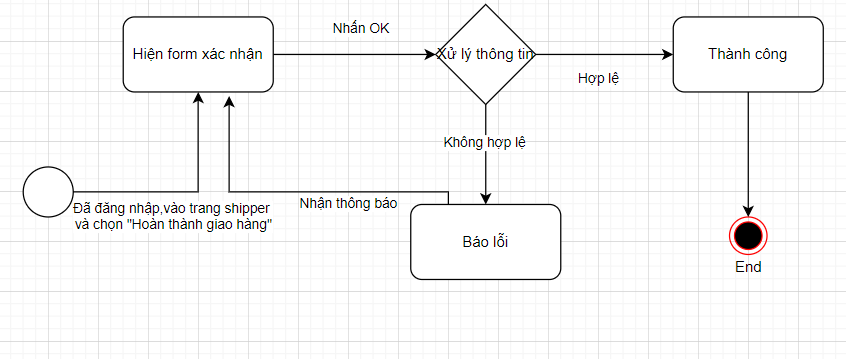 Nhấn OK
Hiện form xác nhận
Xử lý thông tin
Thành công
Hợp lệ
Không hợp lệ
Đã đăng nhập,vào trang shipper
và chọn "Hoàn thành giao hàng"
Nhận thông báo
Báo lỗi
End